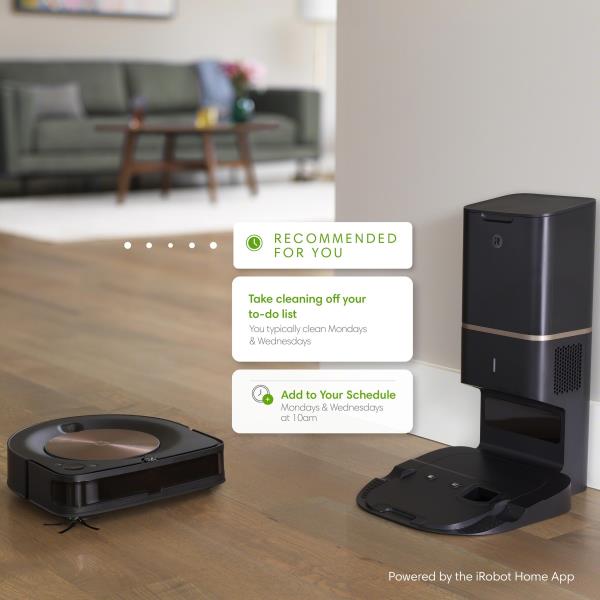 RECOMMENDED
FOR YOU
Take cleaning off your
to-do list
You typically clean Mondays
& Wednesdays
Add to Your Schedule
Mondays & Wednesdays
at 10am
Powered by the iRobot Home App